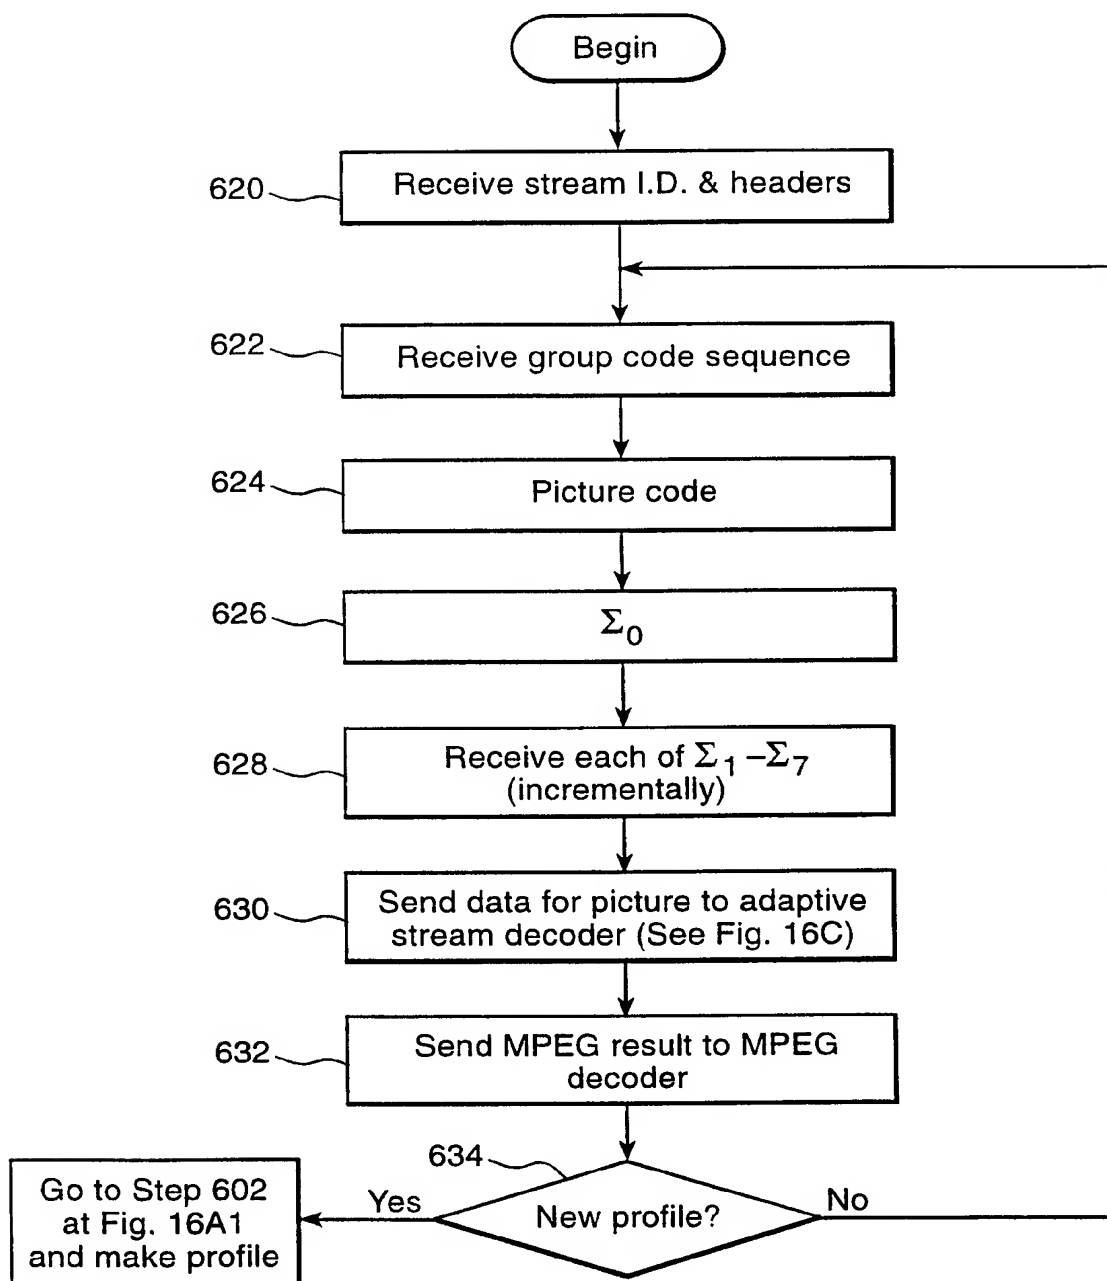 Begin
620
Receive stream I.D. & headers
622
Receive group code sequence
624
Picture code
626
Σ0
628
Receive each of Σ1 – Σ7
(incrementally)
630
Send data for picture to adaptive
stream decoder (See Fig. 16C)
632
Send MPEG result to MPEG
decoder
634
New profile?
Yes
No
Go to Step 602
at Fig. 16A1
and make profile